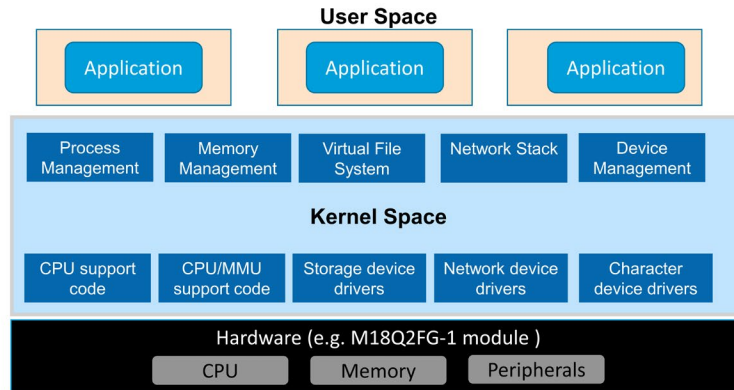 User Space
Application
Application
Application
Process
Management
Memory
Management
Virtual File
System
Network Stack
Device
Management
Kernel Space
CPU support
code
CPU/MMU
support code
Storage device
drivers
Network device
drivers
Character
device drivers
Hardware (e.g. M18Q2FG-1 module )
CPU
Memory
Peripherals